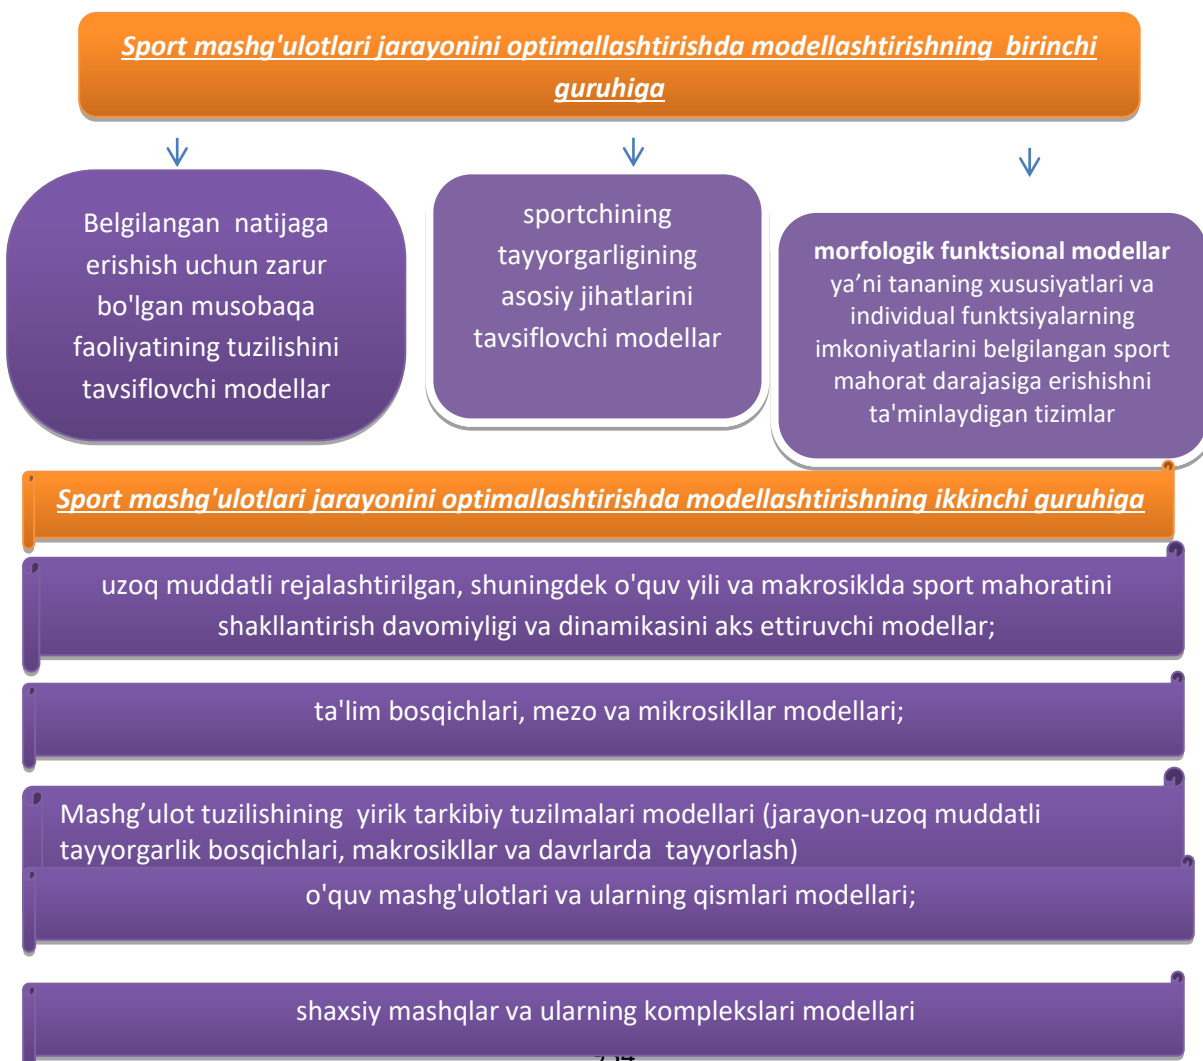 Sport mashg'ulotlari jarayonini optimallashtirishda modellashtirishning birinchi
guruhiga
Belgilangan natijaga
erishish uchun zarur
bo'lgan musobaqa
faoliyatining tuzilishini
tavsiflovchi modellar
sportchining
tayyorgarligining
asosiy jihatlarini
tavsiflovchi modellar
morfologik funktsional modellar
ya’ni tananing xususiyatlari va
individual funktsiyalarning
imkoniyatlarini belgilangan sport
mahorat darajasiga erishishni
ta'minlaydigan tizimlar
Sport mashg'ulotlari jarayonini optimallashtirishda modellashtirishning ikkinchi guruhiga
uzoq muddatli rejalashtirilgan, shuningdek o'quv yili va makrosiklda sport mahoratini
shakllantirish davomiyligi va dinamikasini aks ettiruvchi modellar;
ta'lim bosqichlari, mezo va mikrosikllar modellari;
Mashg’ulot tuzilishining yirik tarkibiy tuzilmalari modellari (jarayon-uzoq muddatli
tayyorgarlik bosqichlari, makrosikllar va davrlarda tayyorlash)
o'quv mashg'ulotlari va ularning qismlari modellari;
shaxsiy mashqlar va ularning komplekslari modellari